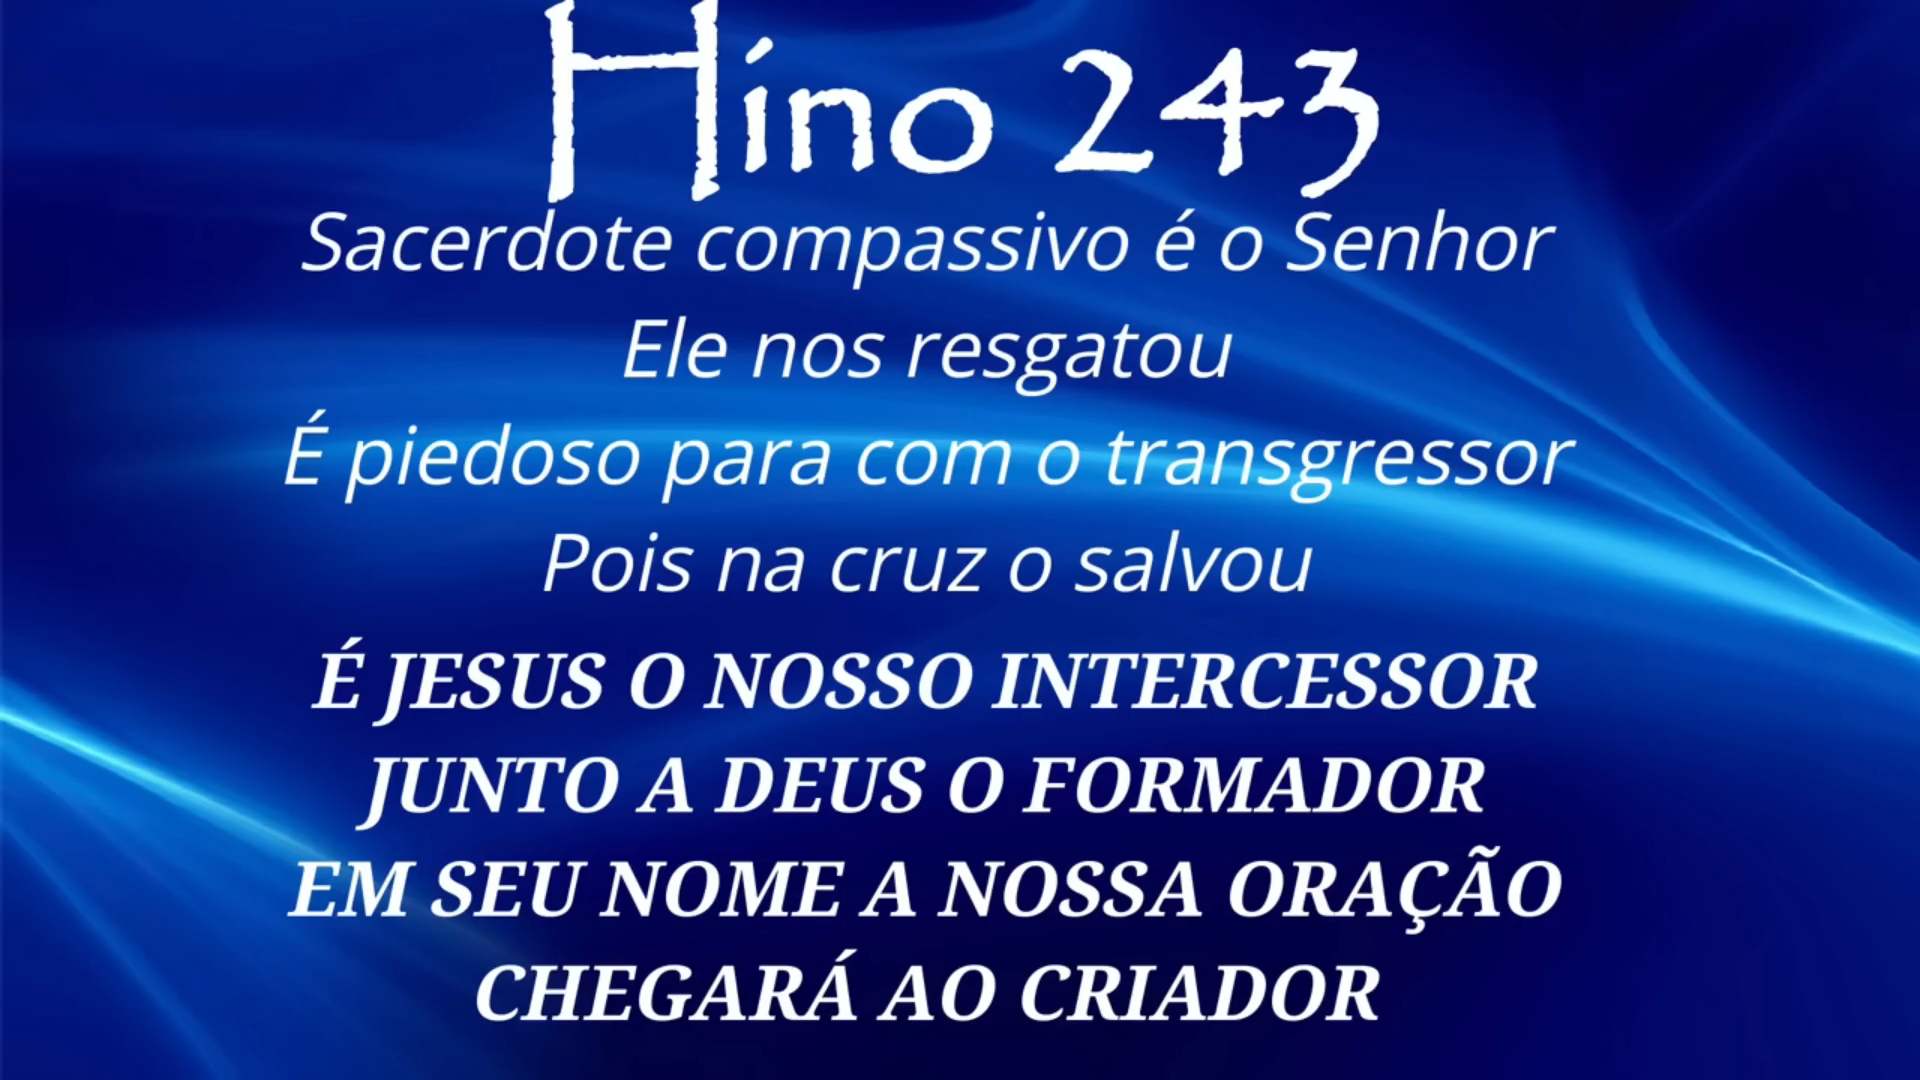 Hino 243
Sacerdote compassivo é o Senhor
Ele nos resgatou
É piedoso para com o transgressor
Pois na cruz o salvou
É JESUS O NOSSO INTERCESSOR
JUNTO A DEUS O FORMADOR
EM SEU NOME A NOSSA ORAÇÃO
CHEGARÁ AO CRIADOR